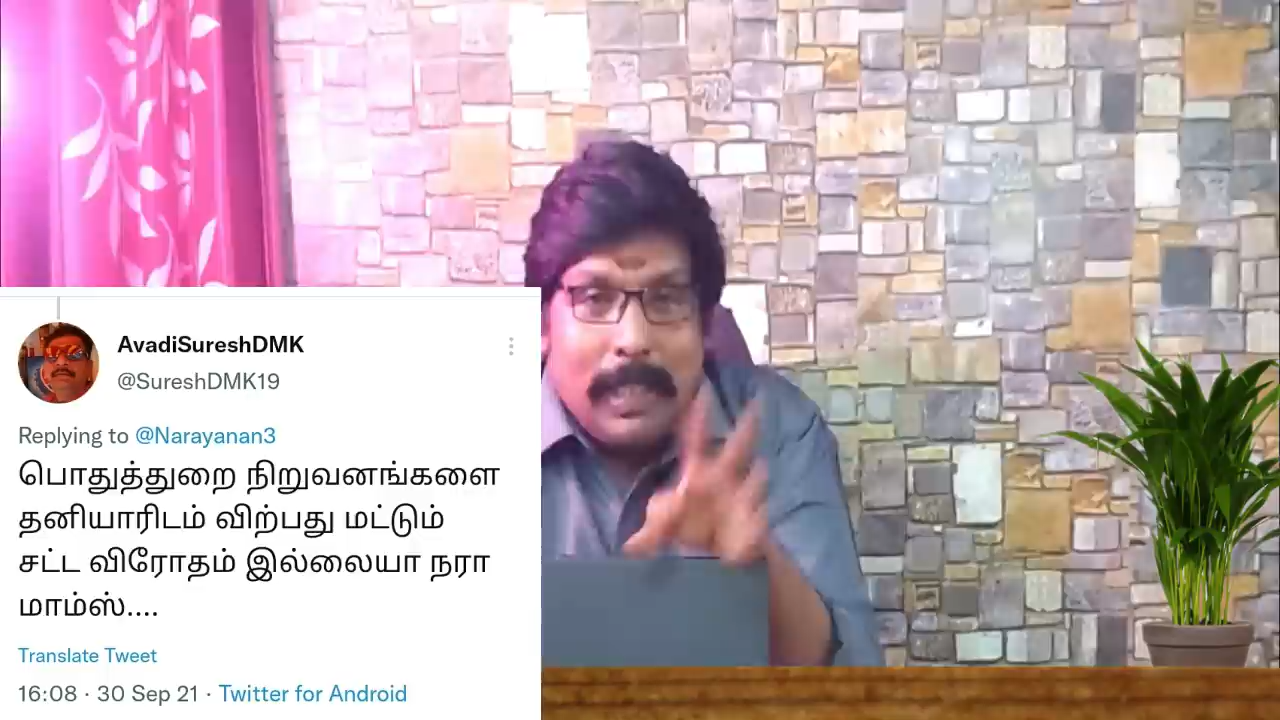 AvadiSureshDMK
@SureshDMK19
Replying to @Narayanan3
பொதுத்துறை நிறுவனங்களை
தனியாரிடம் விற்பது மட்டும்
சட்ட விரோதம் இல்லையா நரா
மாம்ஸ்....
Translate Tweet
16:08 · 30 Sep 21 · Twitter for Android